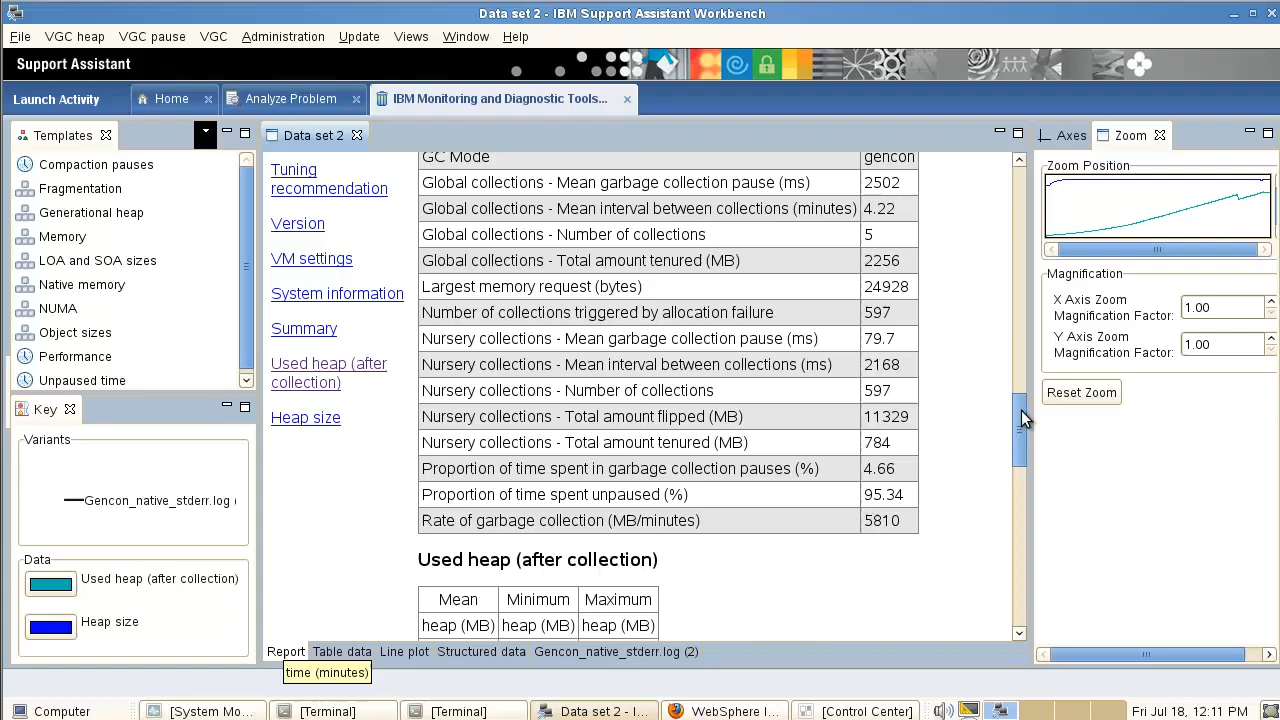 Data set 2 - IBM Support Assistant Workbench
File VGC heap VGC pause VGC Administration Update Views Window Help
Support Assistant
Launch Activity Home Analyze Problem IBM Monitoring and Diagnostic Tools...
Templates
Compaction pauses
Fragmentation
Generational heap
Memory
LOA and SOA sizes
Native memory
NUMA
Object sizes
Performance
Unpaused time
Key
Variants
Gencon_native_stderr.log (
Data
Used heap (after collection)
Heap size
Data set 2
Tuning
recommendation
Version
VM settings
System information
Summary
Used heap (after
collection)
Heap size
GC Mode gencon
Global collections - Mean garbage collection pause (ms) 2502
Global collections - Mean interval between collections (minutes) 4.22
Global collections - Number of collections 5
Global collections - Total amount tenured (MB) 2256
Largest memory request (bytes) 24928
Number of collections triggered by allocation failure 597
Nursery collections - Mean garbage collection pause (ms) 79.7
Nursery collections - Mean interval between collections (ms) 2168
Nursery collections - Number of collections 597
Nursery collections - Total amount flipped (MB) 11329
Nursery collections - Total amount tenured (MB) 784
Proportion of time spent in garbage collection pauses (%) 4.66
Proportion of time spent unpaused (%) 95.34
Rate of garbage collection (MB/minutes) 5810
Used heap (after collection)
Mean Minimum Maximum
heap (MB) heap (MB) heap (MB)
Report Table data Line plot Structured data Gencon_native_stderr.log (2)
time (minutes)
Axes Zoom
Zoom Position
Magnification
X Axis Zoom
Magnification Factor: 1.00
Y Axis Zoom
Magnification Factor: 1.00
Reset Zoom
Computer [System Mo... [Terminal] [Terminal] Data set 2 - I... WebSphere I... [Control Center] Fri Jul 18, 12:11 PM